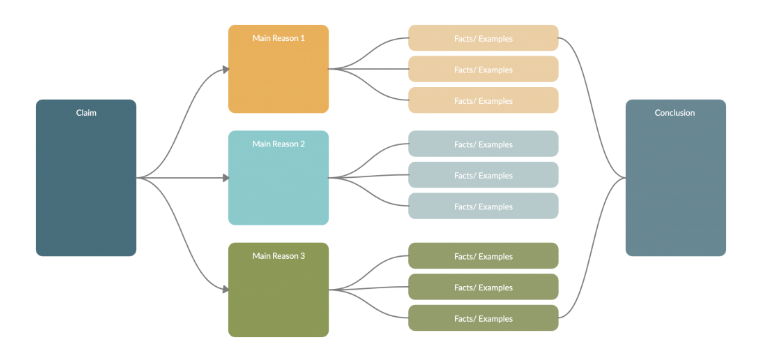 Claim
Main Reason 1
Facts/ Examples
Facts/ Examples
Facts/ Examples
Main Reason 2
Facts/ Examples
Facts/ Examples
Facts/ Examples
Main Reason 3
Facts/ Examples
Facts/ Examples
Facts/ Examples
Conclusion